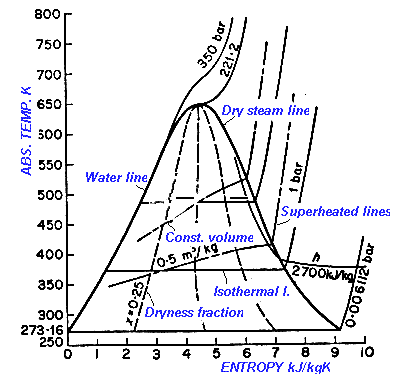 ABS. TEMP. K
800
750
700
650
600
550
500
450
400
350
300
273·16
250
0 1 2 3 4 5 6 7 8 9 10
ENTROPY kJ/kgK
350 bar
221·2
Dry steam line
Water line
1 bar
Superheated lines
Const. volume
0·5 m³/kg
h
2700kJ/kg
Isothermal l.
x=0·25
Dryness fraction
0·006112 bar